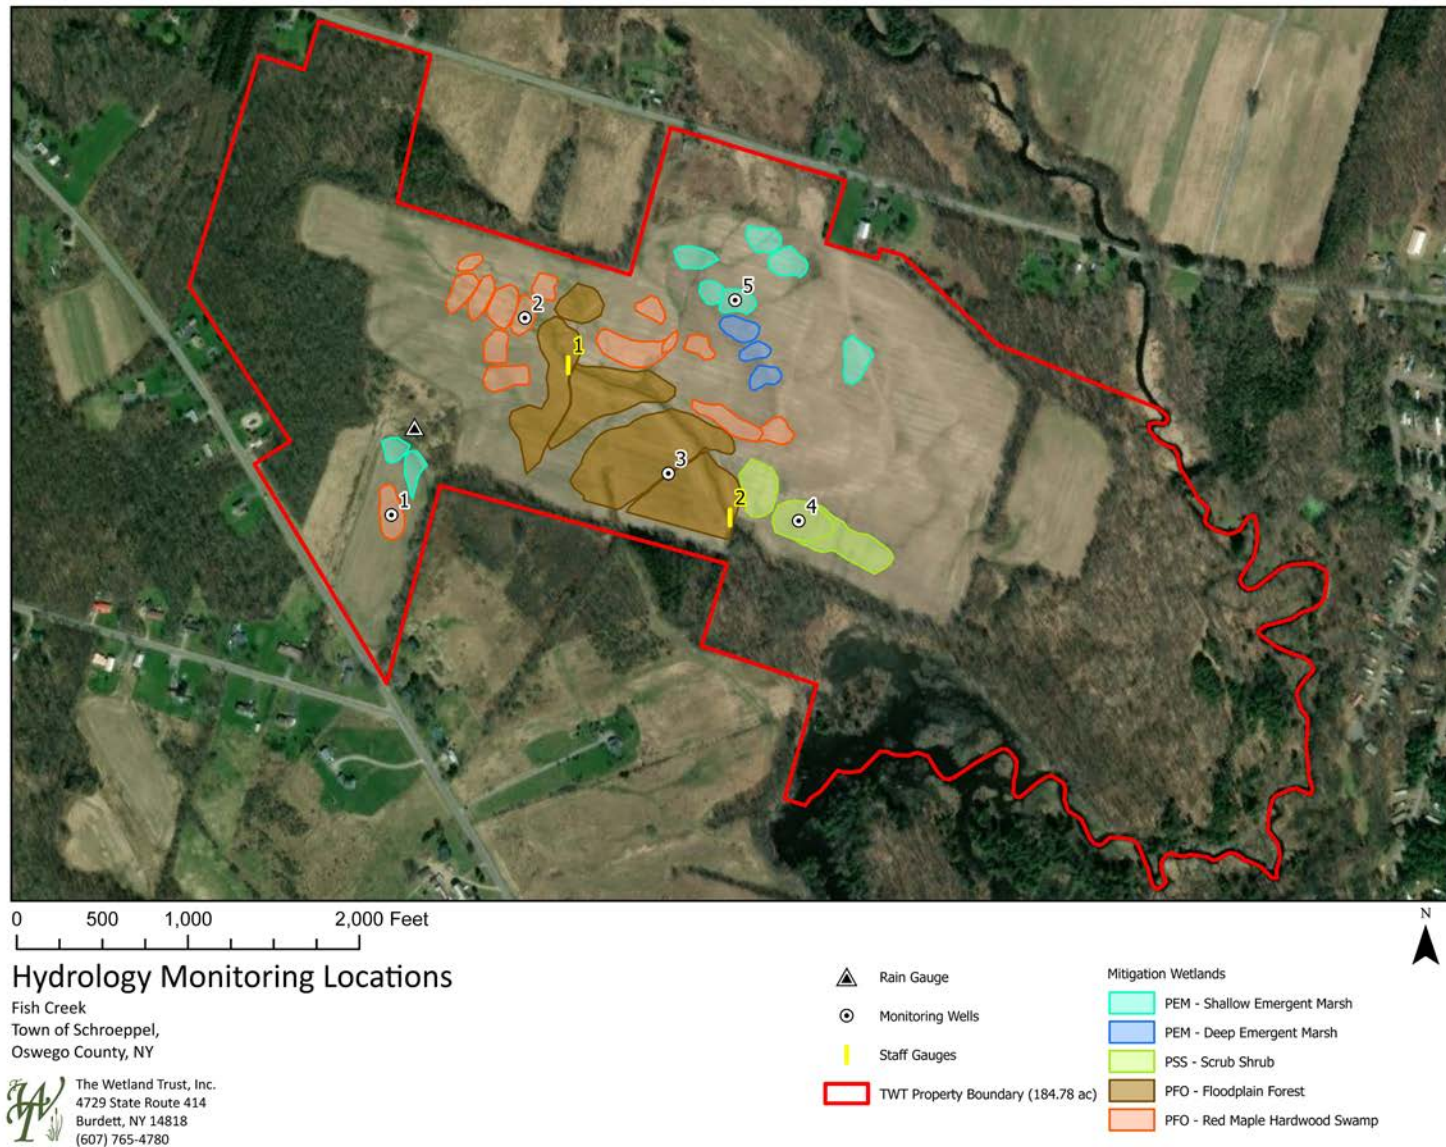 5
2
1
3
2
4
1
0 500 1,000 2,000 Feet
N
Hydrology Monitoring Locations
Fish Creek
Town of Schroeppel,
Oswego County, NY
The Wetland Trust, Inc.
4729 State Route 414
Burdett, NY 14818
(607) 765-4780
Rain Gauge
Monitoring Wells
Staff Gauges
TWT Property Boundary (184.78 ac)
Mitigation Wetlands
PEM - Shallow Emergent Marsh
PEM - Deep Emergent Marsh
PSS - Scrub Shrub
PFO - Floodplain Forest
PFO - Red Maple Hardwood Swamp